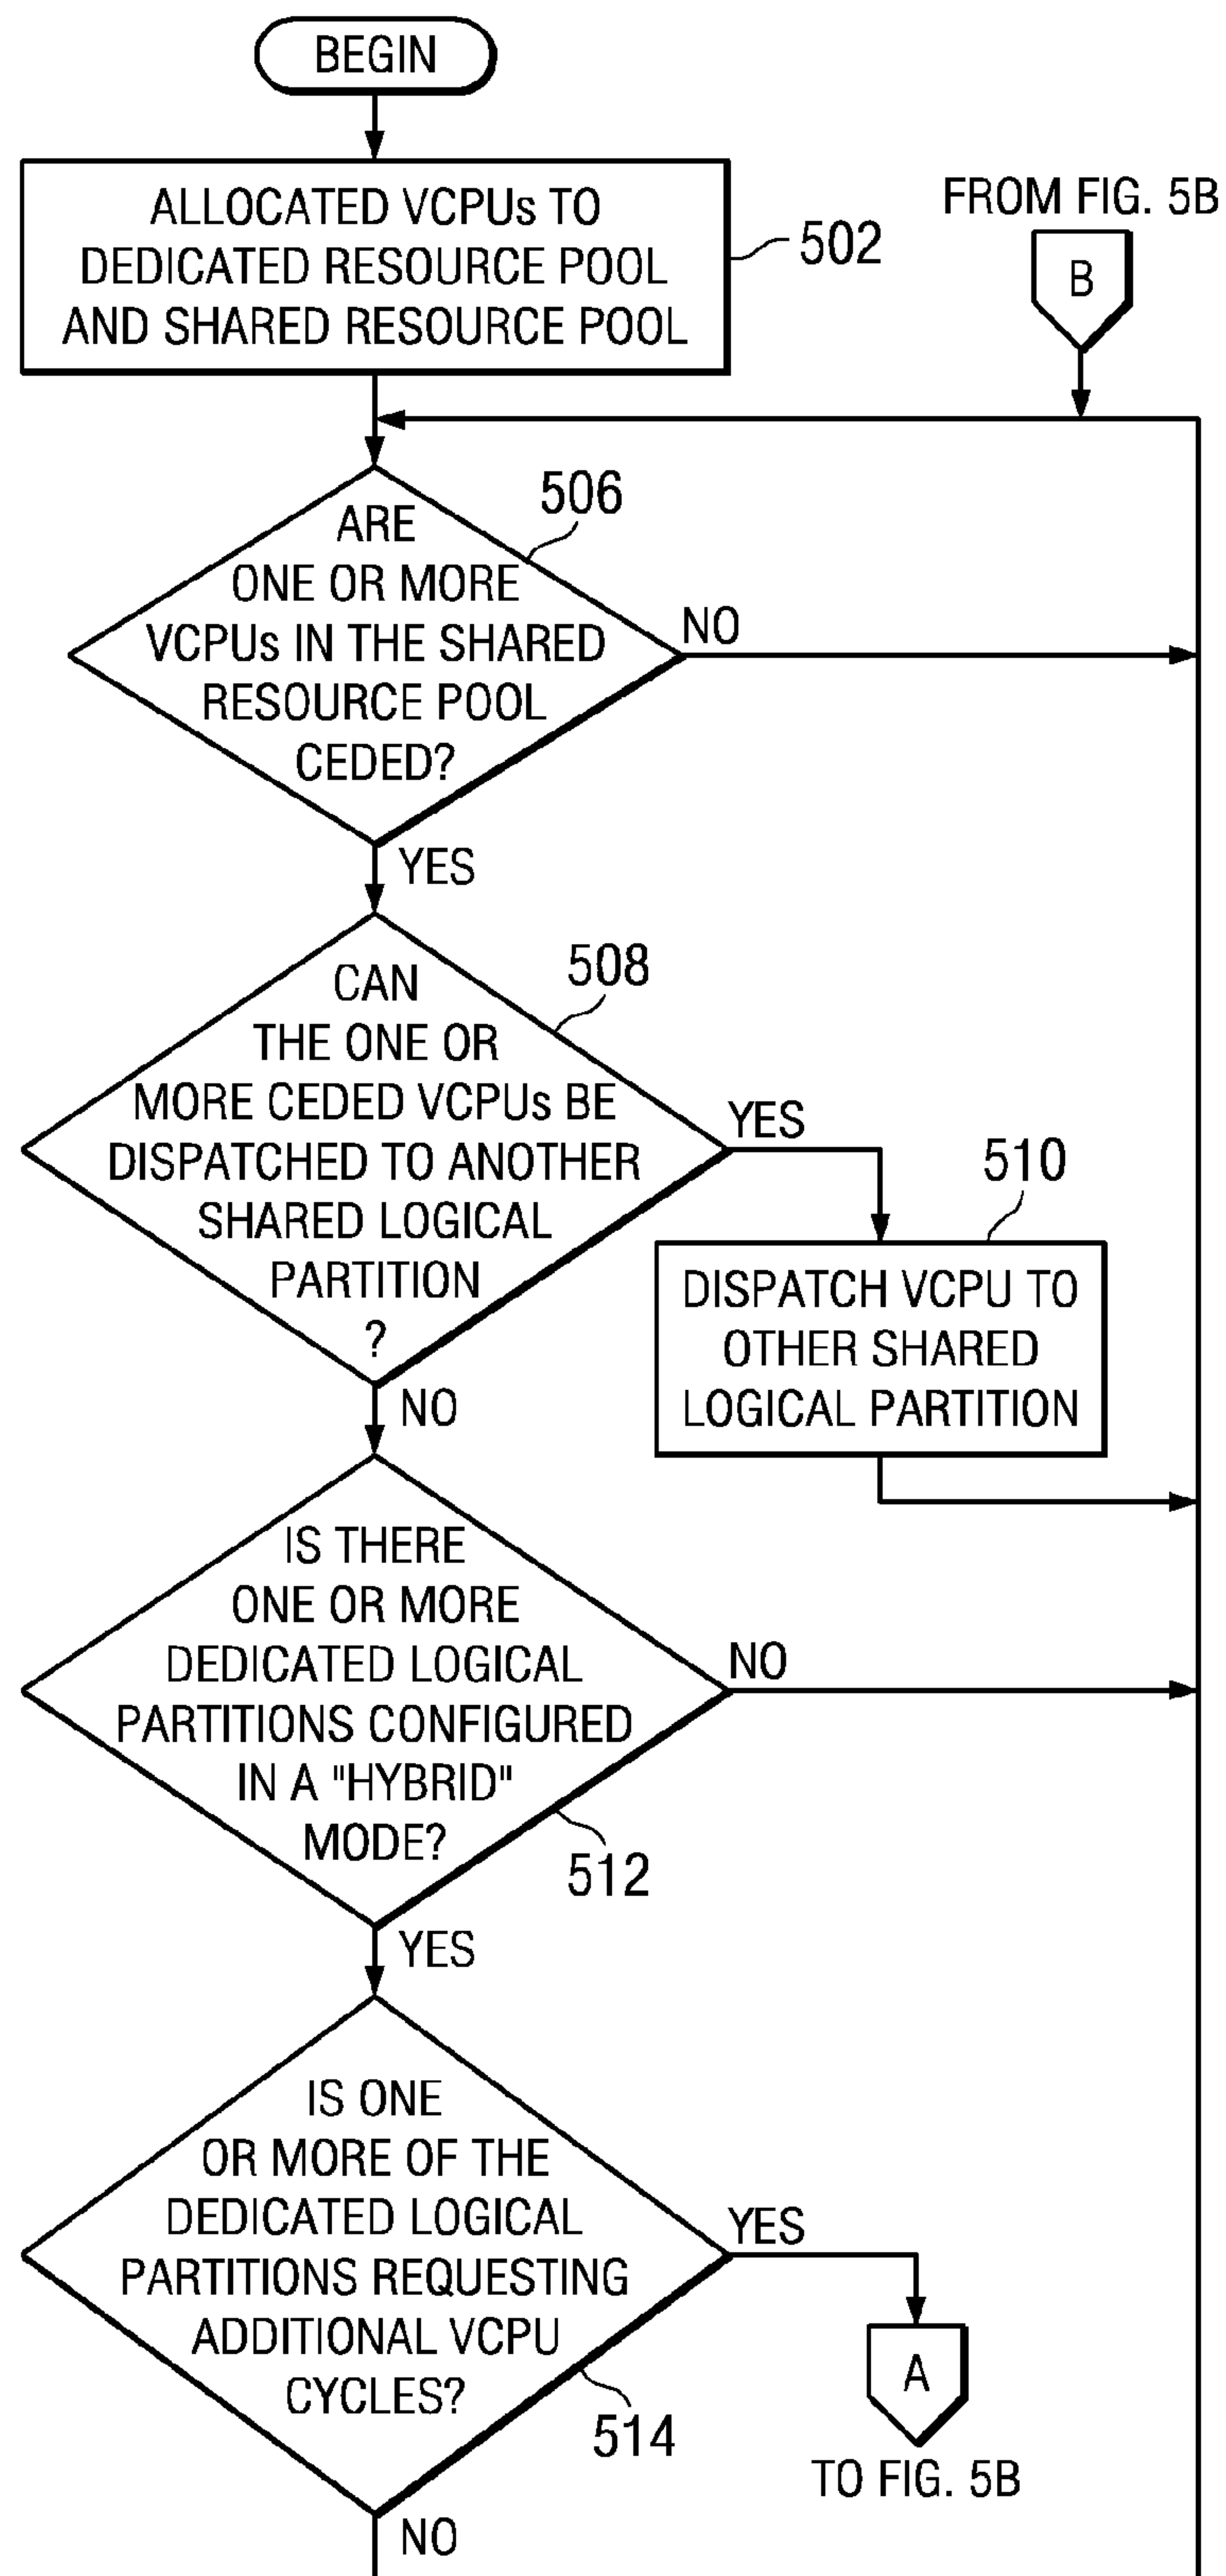 BEGIN
ALLOCATED VCPUs TO
DEDICATED RESOURCE POOL
AND SHARED RESOURCE POOL
502
FROM FIG. 5B
B
506
ARE
ONE OR MORE
VCPUs IN THE SHARED
RESOURCE POOL
CEDED?
NO
YES
508
CAN
THE ONE OR
MORE CEDED VCPUs BE
DISPATCHED TO ANOTHER
SHARED LOGICAL
PARTITION
?
YES
510
DISPATCH VCPU TO
OTHER SHARED
LOGICAL PARTITION
NO
IS THERE
ONE OR MORE
DEDICATED LOGICAL
PARTITIONS CONFIGURED
IN A "HYBRID"
MODE?
NO
512
YES
IS ONE
OR MORE OF THE
DEDICATED LOGICAL
PARTITIONS REQUESTING
ADDITIONAL VCPU
CYCLES?
YES
514
A
TO FIG. 5B
NO